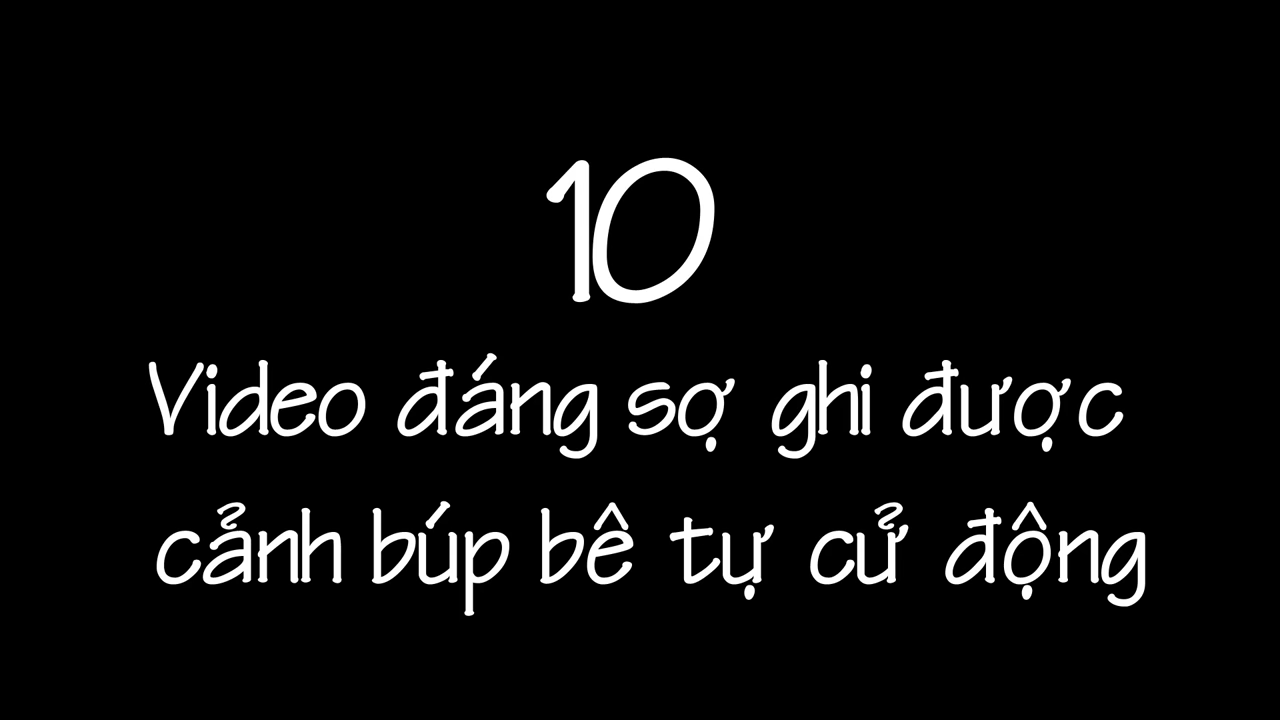 10
Video đáng sợ ghi được
cảnh búp bê tự cử động